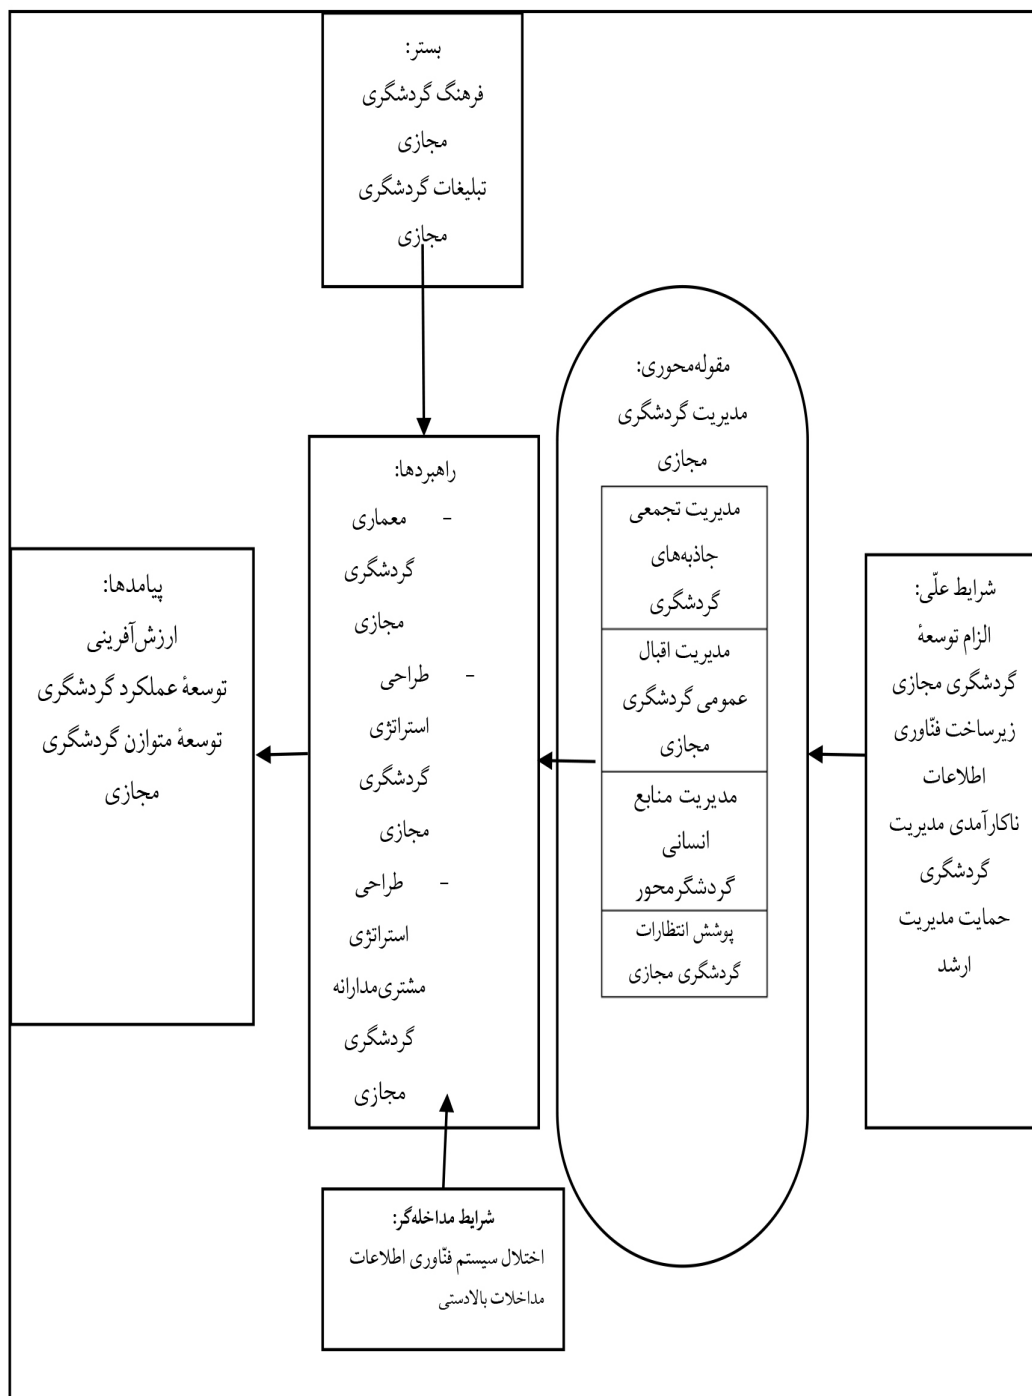 بستر:
فرهنگ گردشگری
مجازی
تبلیغات گردشگری
مجازی
شرایط علّی:
الزام توسعهٔ
گردشگری مجازی
زیرساخت فنّاوری
اطلاعات
ناکارآمدی مدیریت
گردشگری
حمایت مدیریت
ارشد
مقوله‌محوری:
مدیریت گردشگری
مجازی
مدیریت تجمعی
جاذبه‌های
گردشگری
مدیریت اقبال
عمومی گردشگری
مجازی
مدیریت منابع
انسانی
گردشگرمحور
پوشش انتظارات
گردشگری مجازی
راهبردها:
- معماری
گردشگری
مجازی
- طراحی
استراتژی
گردشگری
مجازی
- طراحی
استراتژی
مشتری‌مدارانه
گردشگری
مجازی
پیامدها:
ارزش‌آفرینی
توسعهٔ عملکرد گردشگری
توسعهٔ متوازن گردشگری
مجازی
شرایط مداخله‌گر:
اختلال سیستم فنّاوری اطلاعات
مداخلات بالادستی